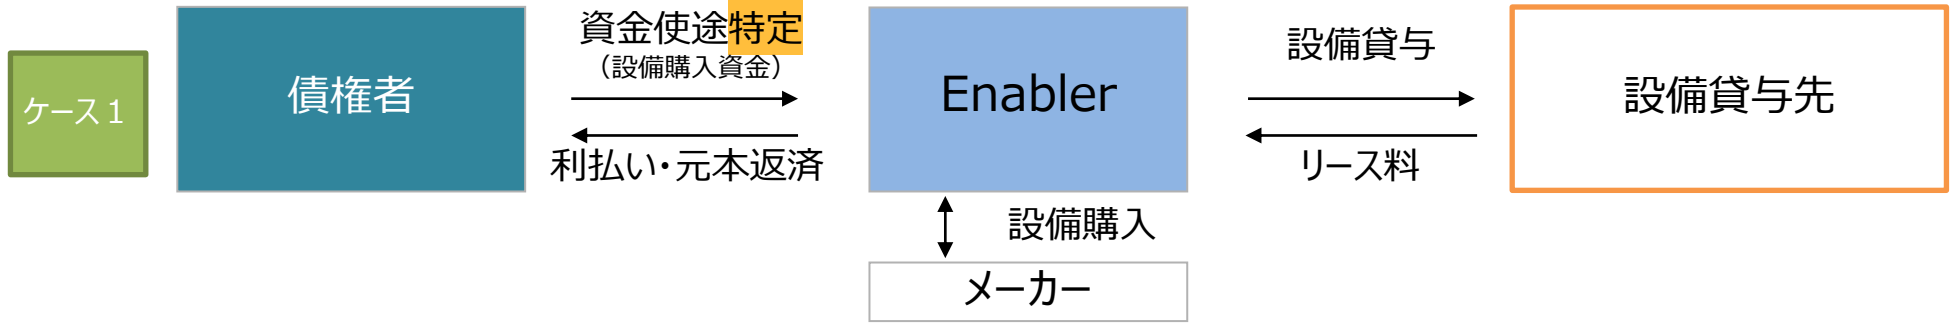 ケース１
債権者
資金使途特定
（設備購入資金）
利払い・元本返済
Enabler
設備購入
メーカー
設備貸与
リース料
設備貸与先